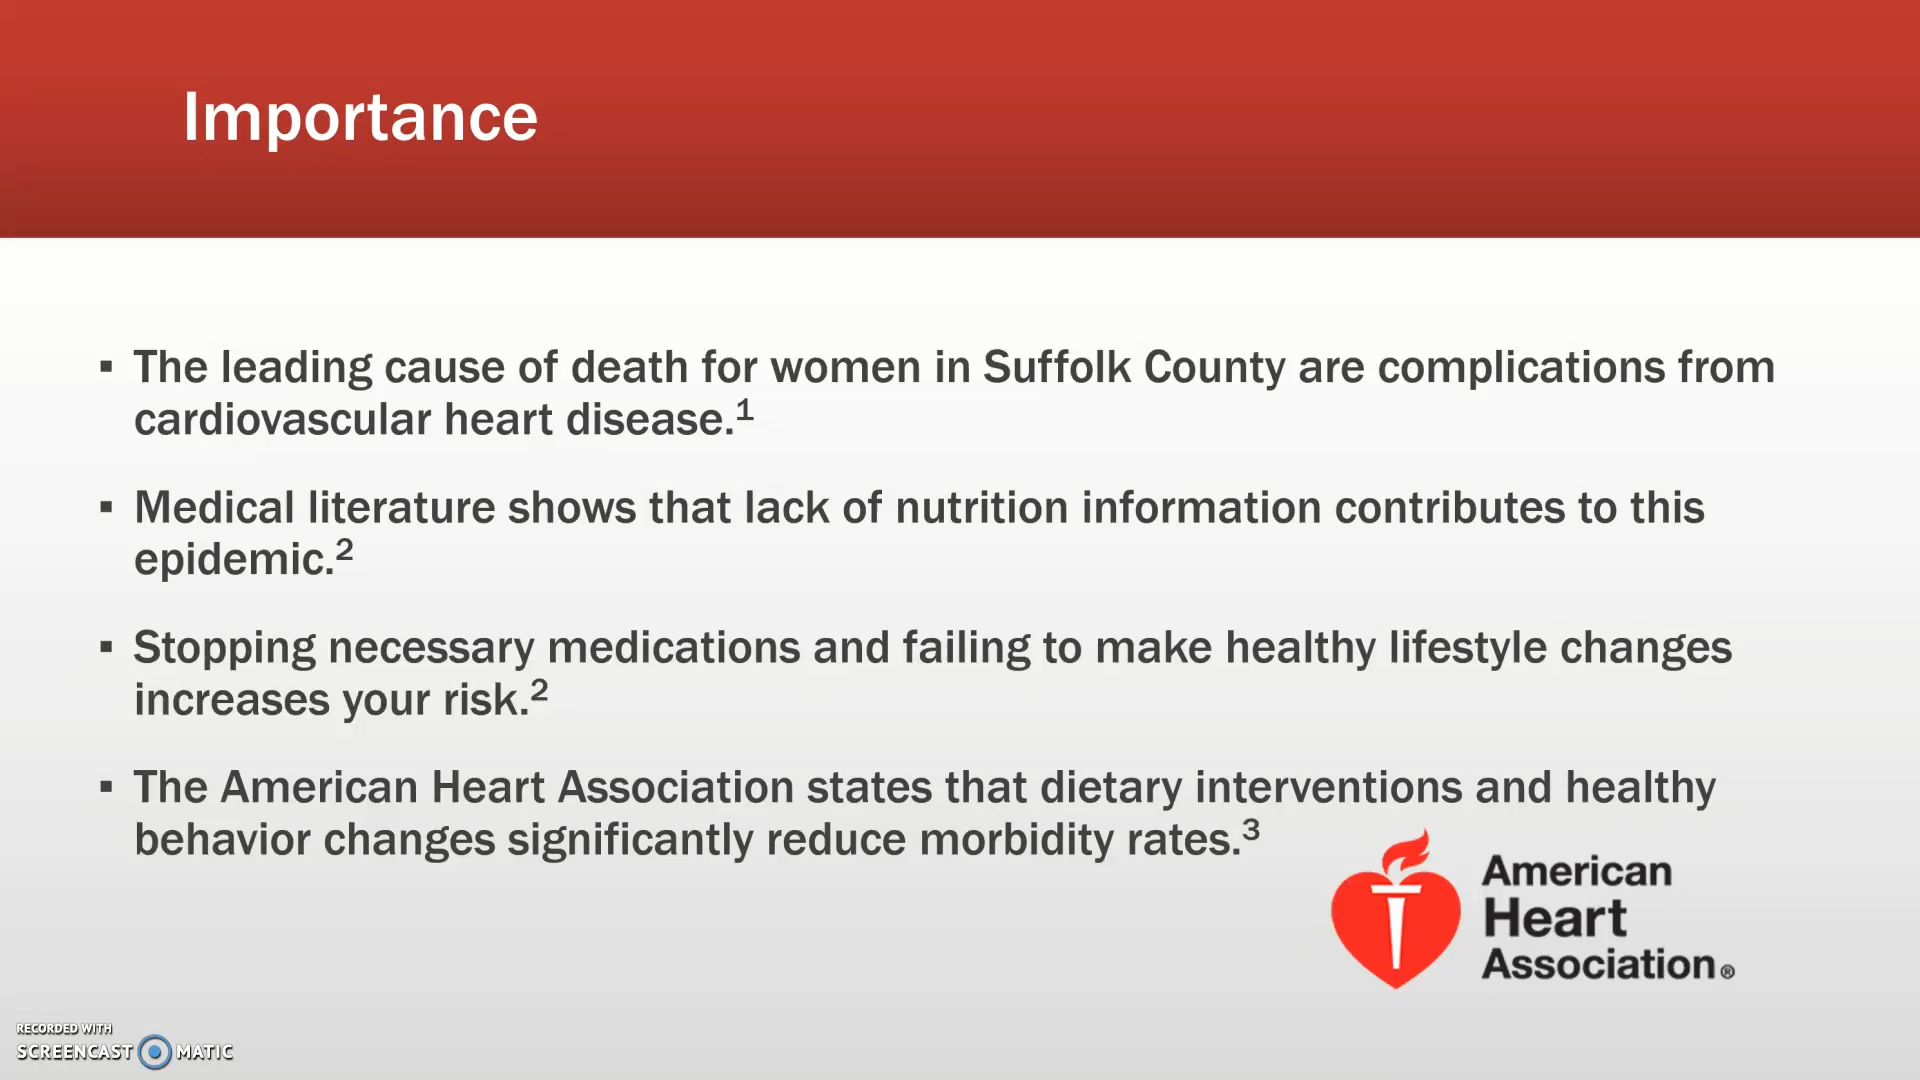 Importance
▪ The leading cause of death for women in Suffolk County are complications from
cardiovascular heart disease.¹
▪ Medical literature shows that lack of nutrition information contributes to this
epidemic.²
▪ Stopping necessary medications and failing to make healthy lifestyle changes
increases your risk.²
▪ The American Heart Association states that dietary interventions and healthy
behavior changes significantly reduce morbidity rates.³
American
Heart
Association®
RECORDED WITH
SCREENCAST MATIC